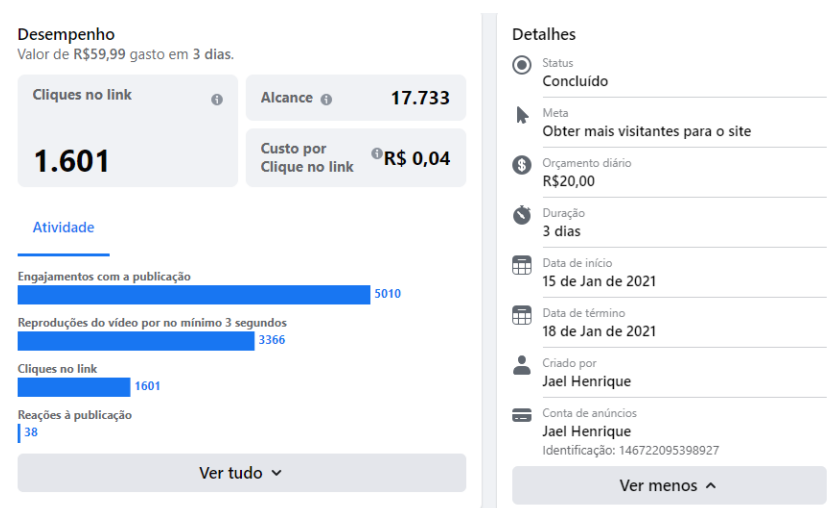 Desempenho
Valor de R$59,99 gasto em 3 dias.
Cliques no link
1.601
Alcance
17.733
Custo por
Clique no link
R$ 0,04
Atividade
Engajamentos com a publicação
5010
Reproduções do vídeo por no mínimo 3 segundos
3366
Cliques no link
1601
Reações à publicação
38
Ver tudo
Detalhes
Status
Concluído
Meta
Obter mais visitantes para o site
Orçamento diário
R$20,00
Duração
3 dias
Data de início
15 de Jan de 2021
Data de término
18 de Jan de 2021
Criado por
Jael Henrique
Conta de anúncios
Jael Henrique
Identificação: 146722095398927
Ver menos